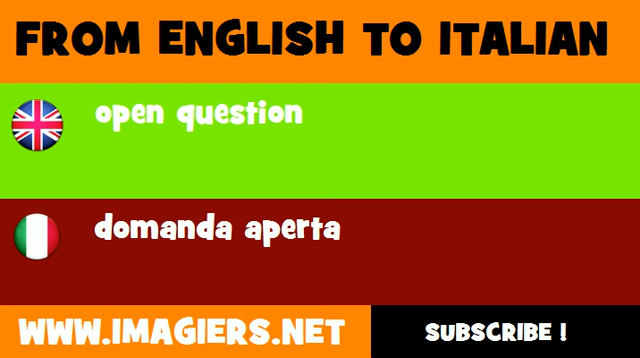 FROM ENGLISH TO ITALIAN
open question
domanda aperta
WWW.IMAGIERS.NET
SUBSCRIBE !